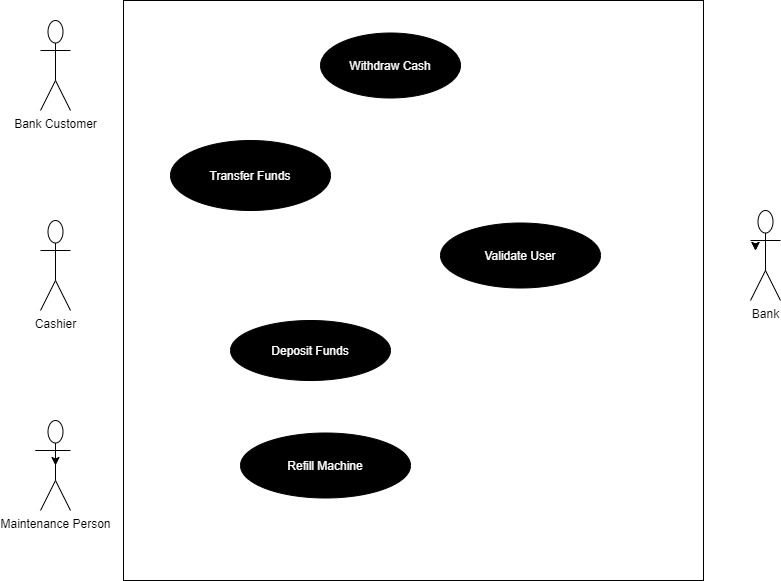 Withdraw Cash
Bank Customer
Transfer Funds
Validate User
Bank
Cashier
Deposit Funds
Refill Machine
Maintenance Person